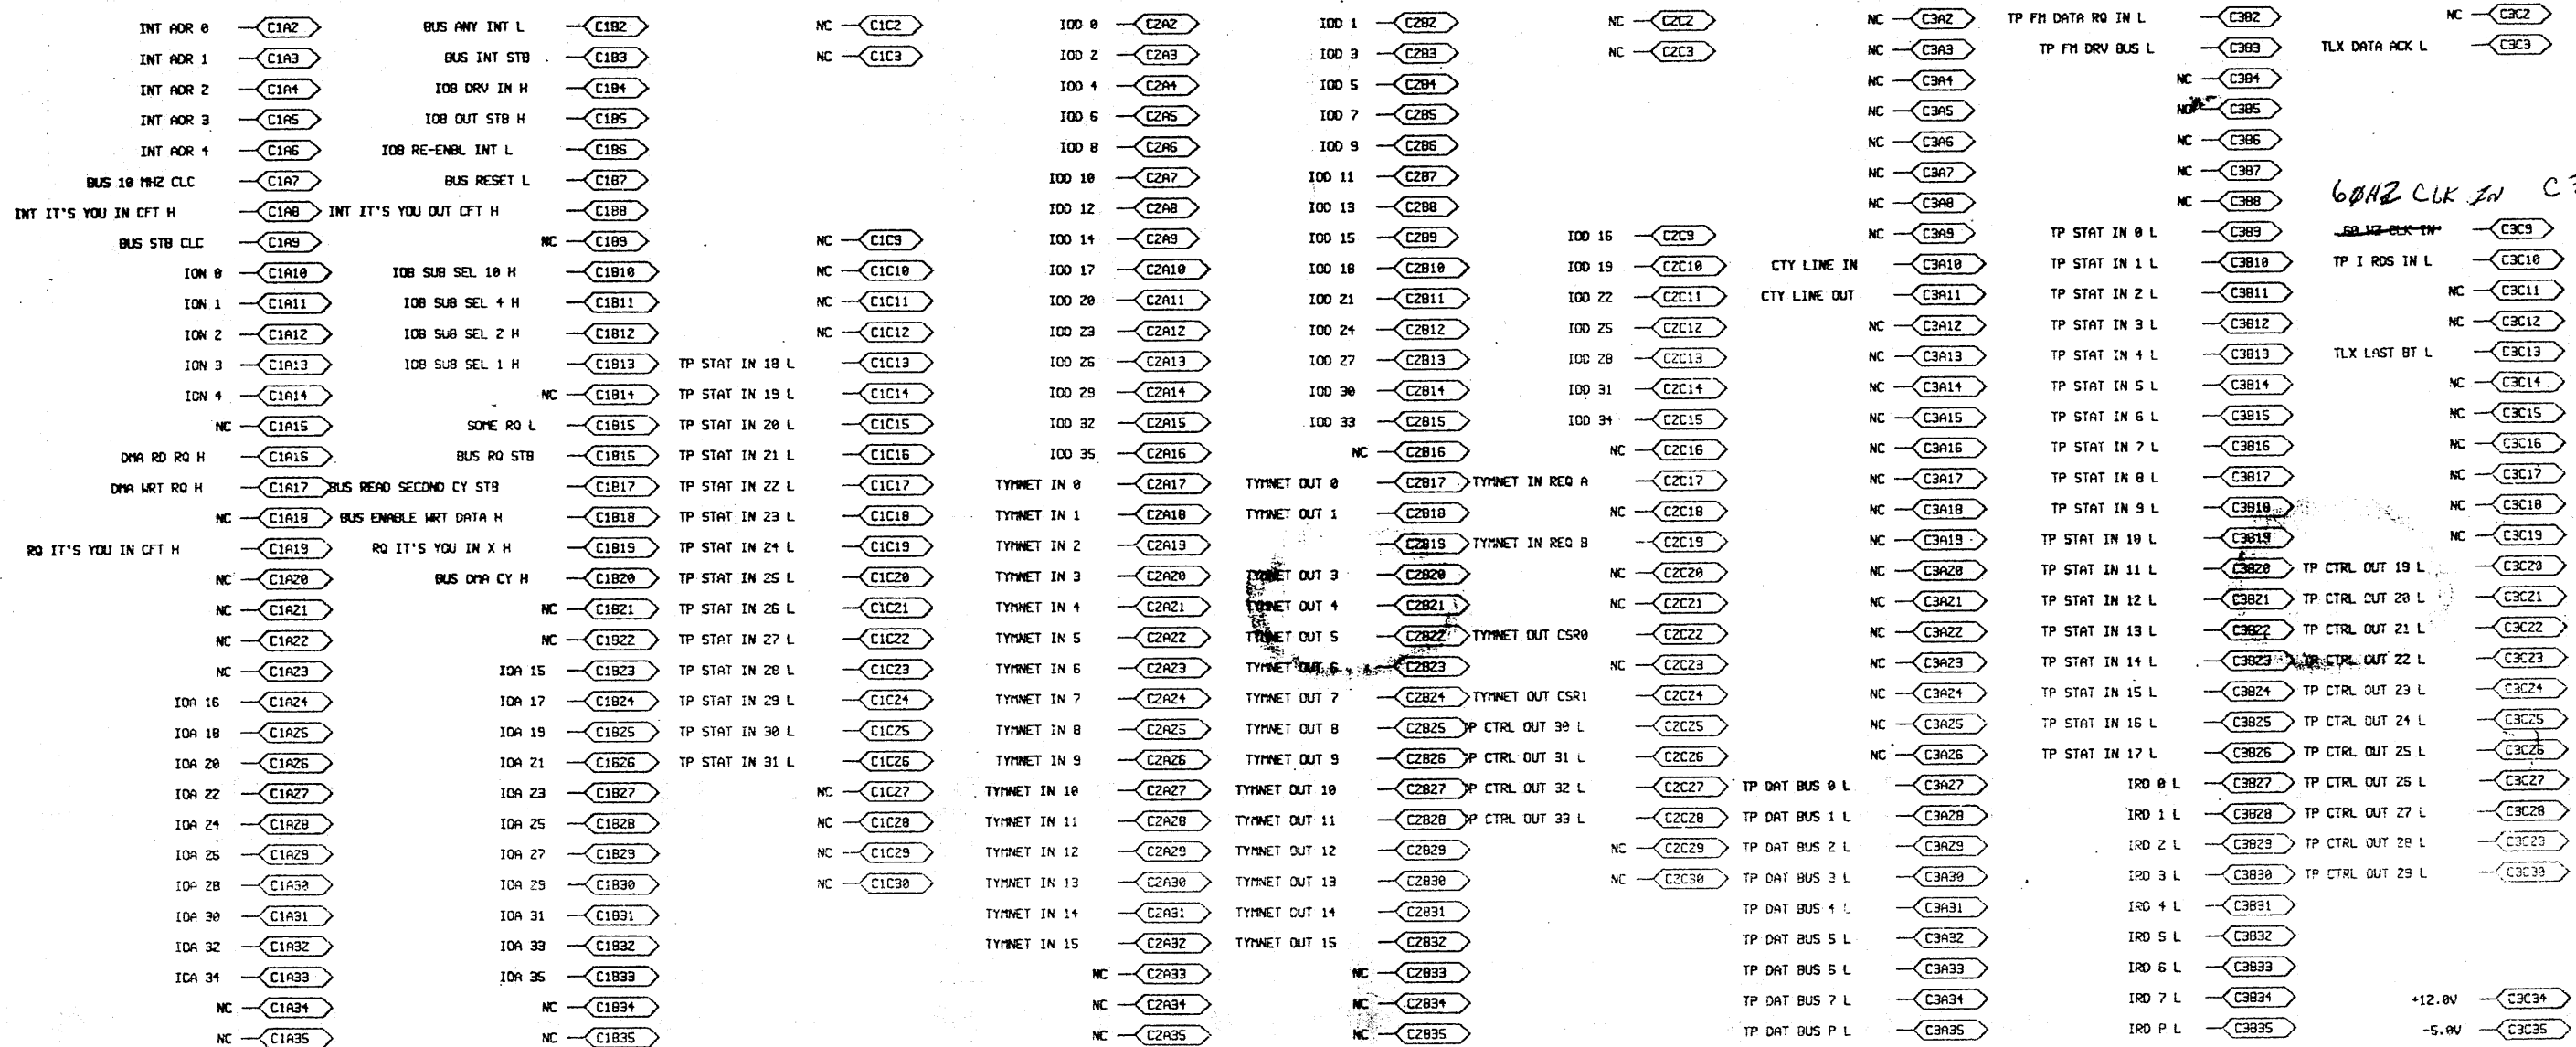 INT ADR 0 C1A2 BUS ANY INT L C1B2 NC C1C2 IOD 0 C2A2 IOD 1 C2B2 NC C2C2 NC C3A2 TP FM DATA RQ IN L C3B2 NC C3C2
INT ADR 1 C1A3 BUS INT STB C1B3 NC C1C3 IOD 2 C2A3 IOD 3 C2B3 NC C2C3 NC C3A3 TP FM DRV BUS L C3B3 TLX DATA ACK L C3C3
INT ADR 2 C1A4 IOB DRV IN H C1B4 IOD 4 C2A4 IOD 5 C2B4 NC C3A4 NC C3B4
INT ADR 3 C1A5 IOB OUT STB H C1B5 IOD 6 C2A5 IOD 7 C2B5 NC C3A5 NC C3B5
INT ADR 4 C1A6 IOB RE-ENBL INT L C1B6 IOD 8 C2A6 IOD 9 C2B6 NC C3A6 NC C3B6
BUS 10 MHZ CLC C1A7 BUS RESET L C1B7 IOD 10 C2A7 IOD 11 C2B7 NC C3A7 NC C3B7
INT IT'S YOU IN CFT H C1A8 INT IT'S YOU OUT CFT H C1B8 IOD 12 C2A8 IOD 13 C2B8 NC C3A8 NC C3B8 60HZ CLK IN C
BUS STB CLC C1A9 NC C1B9 NC C1C9 IOD 14 C2A9 IOD 15 C2B9 IOD 16 C2C9 NC C3A9 TP STAT IN 0 L C3B9 60 HZ CLK IN C3C9
ION 0 C1A10 IOB SUB SEL 10 H C1B10 NC C1C10 IOD 17 C2A10 IOD 18 C2B10 IOD 19 C2C10 CTY LINE IN C3A10 TP STAT IN 1 L C3B10 TP I RDS IN L C3C10
ION 1 C1A11 IOB SUB SEL 4 H C1B11 NC C1C11 IOD 20 C2A11 IOD 21 C2B11 IOD 22 C2C11 CTY LINE OUT C3A11 TP STAT IN 2 L C3B11 NC C3C11
ION 2 C1A12 IOB SUB SEL 2 H C1B12 NC C1C12 IOD 23 C2A12 IOD 24 C2B12 IOD 25 C2C12 NC C3A12 TP STAT IN 3 L C3B12 NC C3C12
ION 3 C1A13 IOB SUB SEL 1 H C1B13 TP STAT IN 18 L C1C13 IOD 26 C2A13 IOD 27 C2B13 IOD 28 C2C13 NC C3A13 TP STAT IN 4 L C3B13 TLX LAST BT L C3C13
ION 4 C1A14 NC C1B14 TP STAT IN 19 L C1C14 IOD 29 C2A14 IOD 30 C2B14 IOD 31 C2C14 NC C3A14 TP STAT IN 5 L C3B14 NC C3C14
NC C1A15 SOME RQ L C1B15 TP STAT IN 20 L C1C15 IOD 32 C2A15 IOD 33 C2B15 IOD 34 C2C15 NC C3A15 TP STAT IN 6 L C3B15 NC C3C15
DMA RD RQ H C1A16 BUS RQ STB C1B16 TP STAT IN 21 L C1C16 IOD 35 C2A16 NC C2B16 NC C2C16 NC C3A16 TP STAT IN 7 L C3B16 NC C3C16
DMA WRT RQ H C1A17 BUS READ SECOND CY STB C1B17 TP STAT IN 22 L C1C17 TYMNET IN 0 C2A17 TYMNET OUT 0 C2B17 TYMNET IN REQ A C2C17 NC C3A17 TP STAT IN 8 L C3B17 NC C3C17
NC C1A18 BUS ENABLE WRT DATA H C1B18 TP STAT IN 23 L C1C18 TYMNET IN 1 C2A18 TYMNET OUT 1 C2B18 NC C2C18 NC C3A18 TP STAT IN 9 L C3B18 NC C3C18
RQ IT'S YOU IN CFT H C1A19 RQ IT'S YOU IN X H C1B19 TP STAT IN 24 L C1C19 TYMNET IN 2 C2A19 C2B19 TYMNET IN REQ B C2C19 NC C3A19 TP STAT IN 10 L C3B19 NC C3C19
NC C1A20 BUS DMA CY H C1B20 TP STAT IN 25 L C1C20 TYMNET IN 3 C2A20 TYMNET OUT 3 C2B20 NC C2C20 NC C3A20 TP STAT IN 11 L C3B20 TP CTRL OUT 19 L C3C20
NC C1A21 NC C1B21 TP STAT IN 26 L C1C21 TYMNET IN 4 C2A21 TYMNET OUT 4 C2B21 NC C2C21 NC C3A21 TP STAT IN 12 L C3B21 TP CTRL OUT 20 L C3C21
NC C1A22 NC C1B22 TP STAT IN 27 L C1C22 TYMNET IN 5 C2A22 TYMNET OUT 5 C2B22 TYMNET OUT CSR0 C2C22 NC C3A22 TP STAT IN 13 L C3B22 TP CTRL OUT 21 L C3C22
NC C1A23 IOA 15 C1B23 TP STAT IN 28 L C1C23 TYMNET IN 6 C2A23 TYMNET OUT 6 C2B23 NC C2C23 NC C3A23 TP STAT IN 14 L C3B23 TP CTRL OUT 22 L C3C23
IOA 16 C1A24 IOA 17 C1B24 TP STAT IN 29 L C1C24 TYMNET IN 7 C2A24 TYMNET OUT 7 C2B24 TYMNET OUT CSR1 C2C24 NC C3A24 TP STAT IN 15 L C3B24 TP CTRL OUT 23 L C3C24
IOA 18 C1A25 IOA 19 C1B25 TP STAT IN 30 L C1C25 TYMNET IN 8 C2A25 TYMNET OUT 8 C2B25 TP CTRL OUT 30 L C2C25 NC C3A25 TP STAT IN 16 L C3B25 TP CTRL OUT 24 L C3C25
IOA 20 C1A26 IOA 21 C1B26 TP STAT IN 31 L C1C26 TYMNET IN 9 C2A26 TYMNET OUT 9 C2B26 TP CTRL OUT 31 L C2C26 NC C3A26 TP STAT IN 17 L C3B26 TP CTRL OUT 25 L C3C26
IOA 22 C1A27 IOA 23 C1B27 NC C1C27 TYMNET IN 10 C2A27 TYMNET OUT 10 C2B27 TP CTRL OUT 32 L C2C27 TP DAT BUS 0 L C3A27 IRD 0 L C3B27 TP CTRL OUT 26 L C3C27
IOA 24 C1A28 IOA 25 C1B28 NC C1C28 TYMNET IN 11 C2A28 TYMNET OUT 11 C2B28 TP CTRL OUT 33 L C2C28 TP DAT BUS 1 L C3A28 IRD 1 L C3B28 TP CTRL OUT 27 L C3C28
IOA 26 C1A29 IOA 27 C1B29 NC C1C29 TYMNET IN 12 C2A29 TYMNET OUT 12 C2B29 NC C2C29 TP DAT BUS 2 L C3A29 IRD 2 L C3B29 TP CTRL OUT 28 L C3C29
IOA 28 C1A30 IOA 29 C1B30 NC C1C30 TYMNET IN 13 C2A30 TYMNET OUT 13 C2B30 NC C2C30 TP DAT BUS 3 L C3A30 IRD 3 L C3B30 TP CTRL OUT 29 L C3C30
IOA 30 C1A31 IOA 31 C1B31 TYMNET IN 14 C2A31 TYMNET OUT 14 C2B31 TP DAT BUS 4 L C3A31 IRD 4 L C3B31
IOA 32 C1A32 IOA 33 C1B32 TYMNET IN 15 C2A32 TYMNET OUT 15 C2B32 TP DAT BUS 5 L C3A32 IRD 5 L C3B32
IOA 34 C1A33 IOA 35 C1B33 NC C2A33 NC C2B33 TP DAT BUS 6 L C3A33 IRD 6 L C3B33
NC C1A34 NC C1B34 NC C2A34 NC C2B34 TP DAT BUS 7 L C3A34 IRD 7 L C3B34 +12.0V C3C34
NC C1A35 NC C1B35 NC C2A35 NC C2B35 TP DAT BUS P L C3A35 IRD P L C3B35 -5.0V C3C35